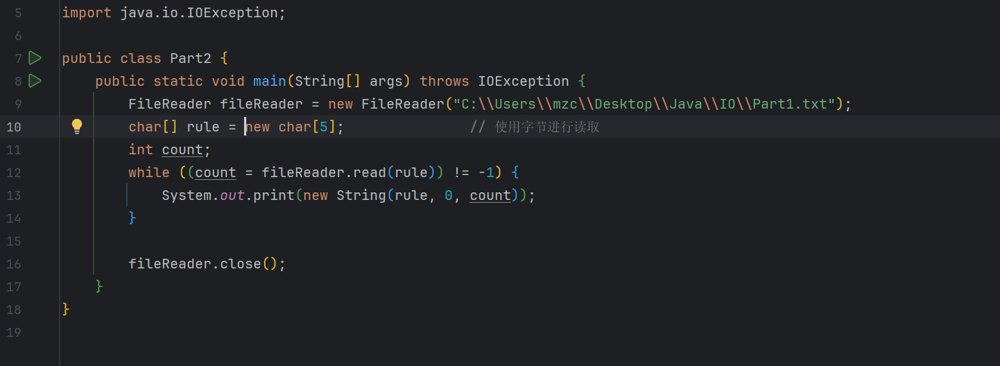 5 import java.io.IOException;
6
7 public class Part2 {
8 public static void main(String[] args) throws IOException {
9 FileReader fileReader = new FileReader("C:\\Users\\mzc\\Desktop\\Java\\IO\\Part1.txt");
10 char[] rule = new char[5]; // 使用字节进行读取
11 int count;
12 while ((count = fileReader.read(rule)) != -1) {
13 System.out.print(new String(rule, 0, count));
14 }
15
16 fileReader.close();
17 }
18 }
19